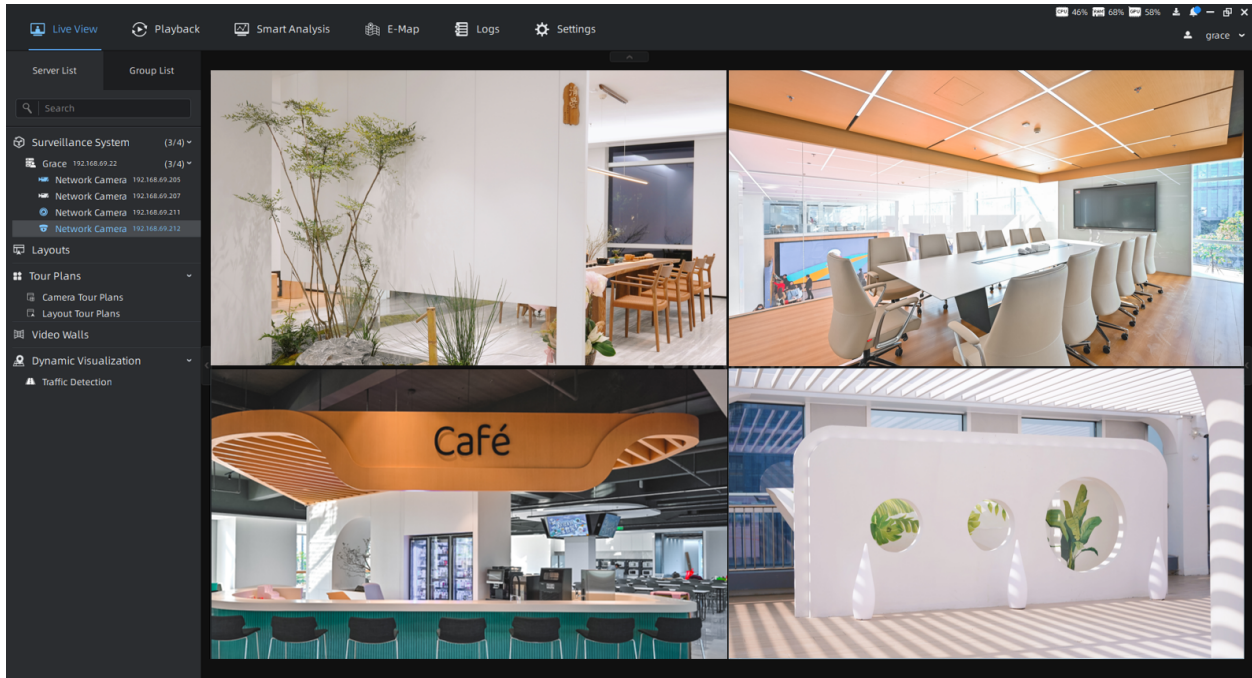 CPU 46% RAM 68% GPU 58%
Live View Playback Smart Analysis E-Map Logs Settings
grace
Server List Group List
Search
Surveillance System (3/4)
Grace 192.168.69.22 (3/4)
Network Camera 192.168.69.205
Network Camera 192.168.69.207
Network Camera 192.168.69.211
Network Camera 192.168.69.212
Layouts
Tour Plans
Camera Tour Plans
Layout Tour Plans
Video Walls
Dynamic Visualization
Traffic Detection
Café